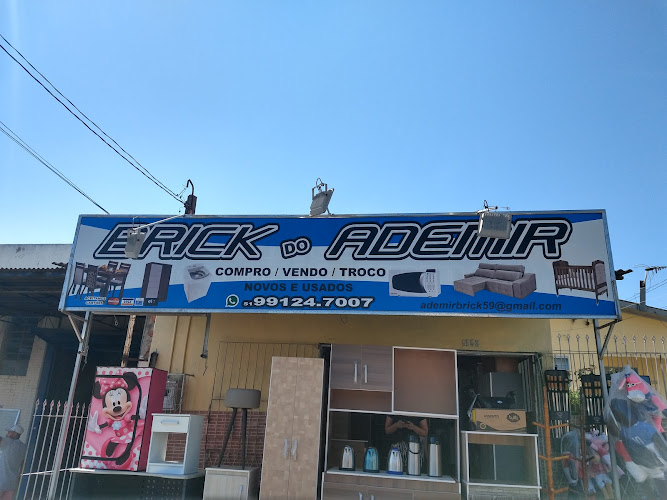 BRICK DO ADEMIR
COMPRO / VENDO / TROCO
NOVOS E USADOS
51 99124.7007
ademirbrick59@gmail.com